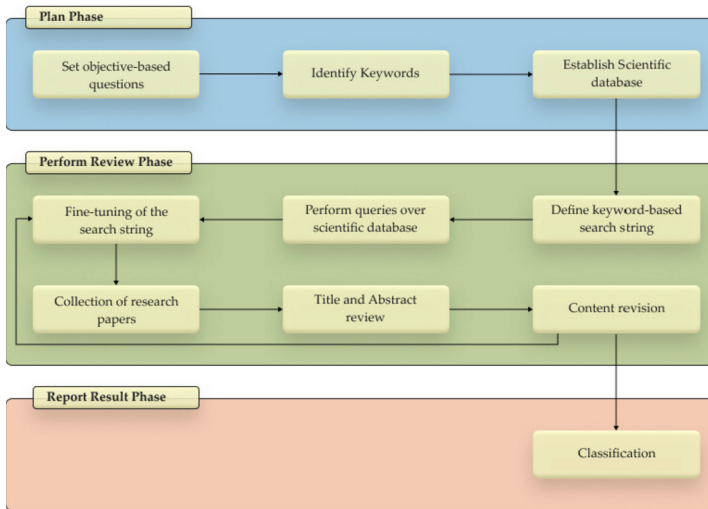 Plan Phase
Set objective-based
questions
Identify Keywords
Establish Scientific
database
Perform Review Phase
Fine-tuning of the
search string
Perform queries over
scientific database
Define keyword-based
search string
Collection of research
papers
Title and Abstract
review
Content revision
Report Result Phase
Classification